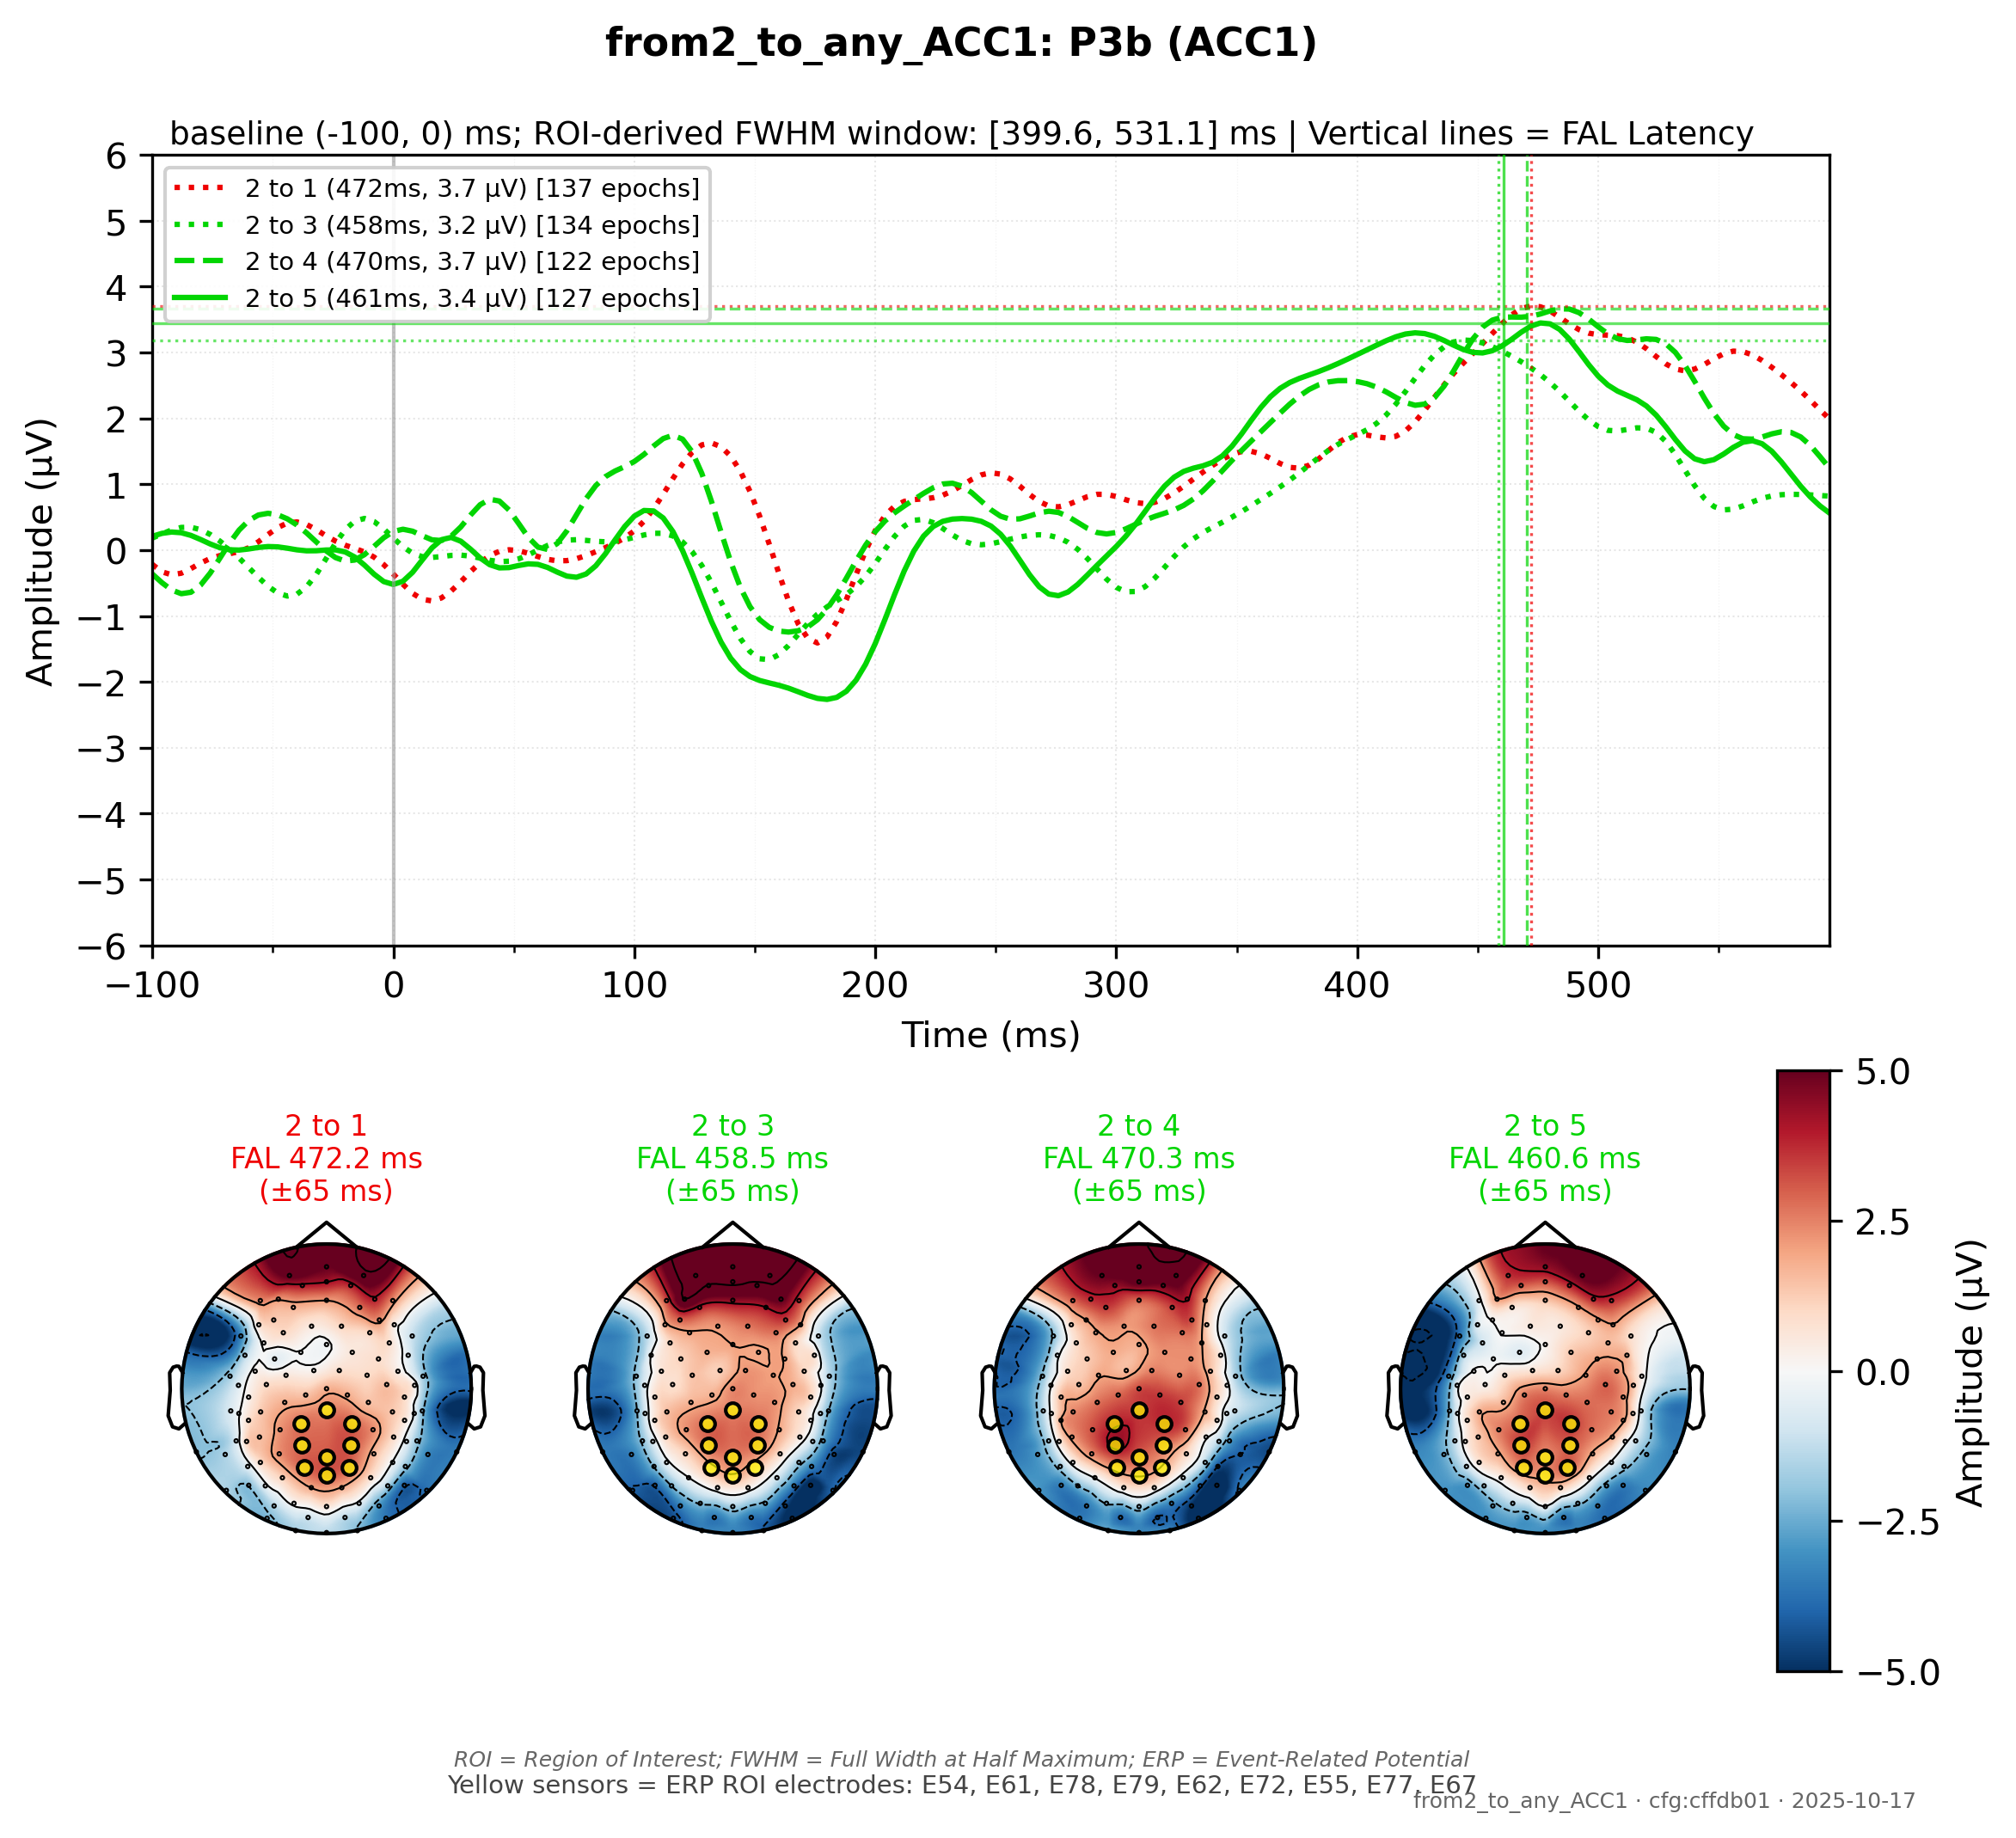 from2_to_any_ACC1: P3b (ACC1)
baseline (-100, 0) ms; ROI-derived FWHM window: [399.6, 531.1] ms | Vertical lines = FAL Latency
2 to 1 (472ms, 3.7 µV) [137 epochs]
2 to 3 (458ms, 3.2 µV) [134 epochs]
2 to 4 (470ms, 3.7 µV) [122 epochs]
2 to 5 (461ms, 3.4 µV) [127 epochs]
Amplitude (µV)
6
5
4
3
2
1
0
−1
−2
−3
−4
−5
−6
−100 0 100 200 300 400 500
Time (ms)
2 to 1
FAL 472.2 ms
(±65 ms)
2 to 3
FAL 458.5 ms
(±65 ms)
2 to 4
FAL 470.3 ms
(±65 ms)
2 to 5
FAL 460.6 ms
(±65 ms)
5.0
2.5
0.0
−2.5
−5.0
Amplitude (µV)
ROI = Region of Interest; FWHM = Full Width at Half Maximum; ERP = Event-Related Potential
Yellow sensors = ERP ROI electrodes: E54, E61, E78, E79, E62, E72, E55, E77, E67
from2_to_any_ACC1 · cfg:cffdb01 · 2025-10-17